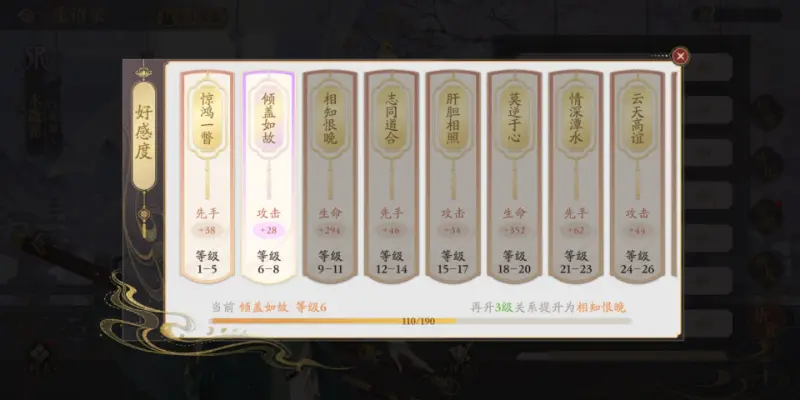 好感度
惊鸿一瞥
先手
+38
等级
1-5
倾盖如故
攻击
+28
等级
6-8
相知恨晚
生命
+294
等级
9-11
志同道合
先手
+46
等级
12-14
肝胆相照
攻击
+34
等级
15-17
莫逆于心
生命
+352
等级
18-20
情深潭水
先手
+62
等级
21-23
云天高谊
攻击
+44
等级
24-26
当前 倾盖如故 等级6
再升3级关系提升为相知恨晚
110/190